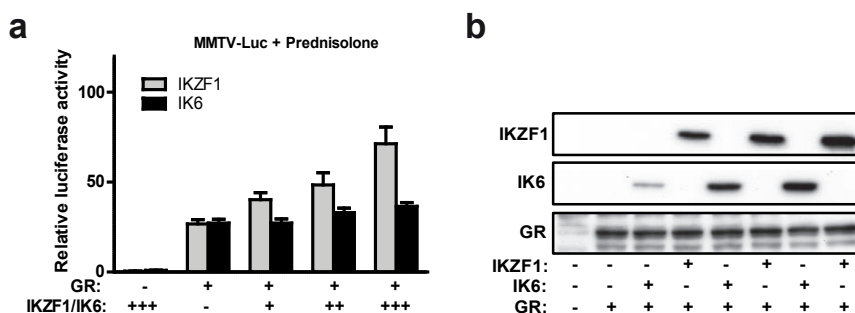 a
MMTV-Luc + Prednisolone
Relative luciferase activity
100
50
0
IKZF1
IK6
GR: - + + + +
IKZF1/IK6: +++ - + ++ +++
b
IKZF1
IK6
GR
IKZF1: - - - + - + - +
IK6: - - + - + - + -
GR: - + + + + + + +